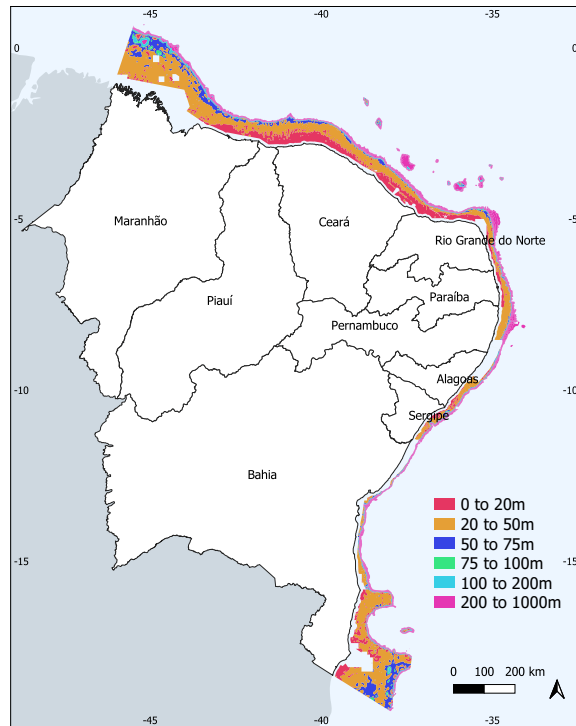 -45 -40 -35
0 0
Maranhão
Ceará
-5 -5
Rio Grande do Norte
Piauí
Paraíba
Pernambuco
Alagoas
-10 -10
Sergipe
Bahia
0 to 20m
20 to 50m
50 to 75m
75 to 100m
100 to 200m
200 to 1000m
-15 -15
0 100 200 km
-45 -40 -35